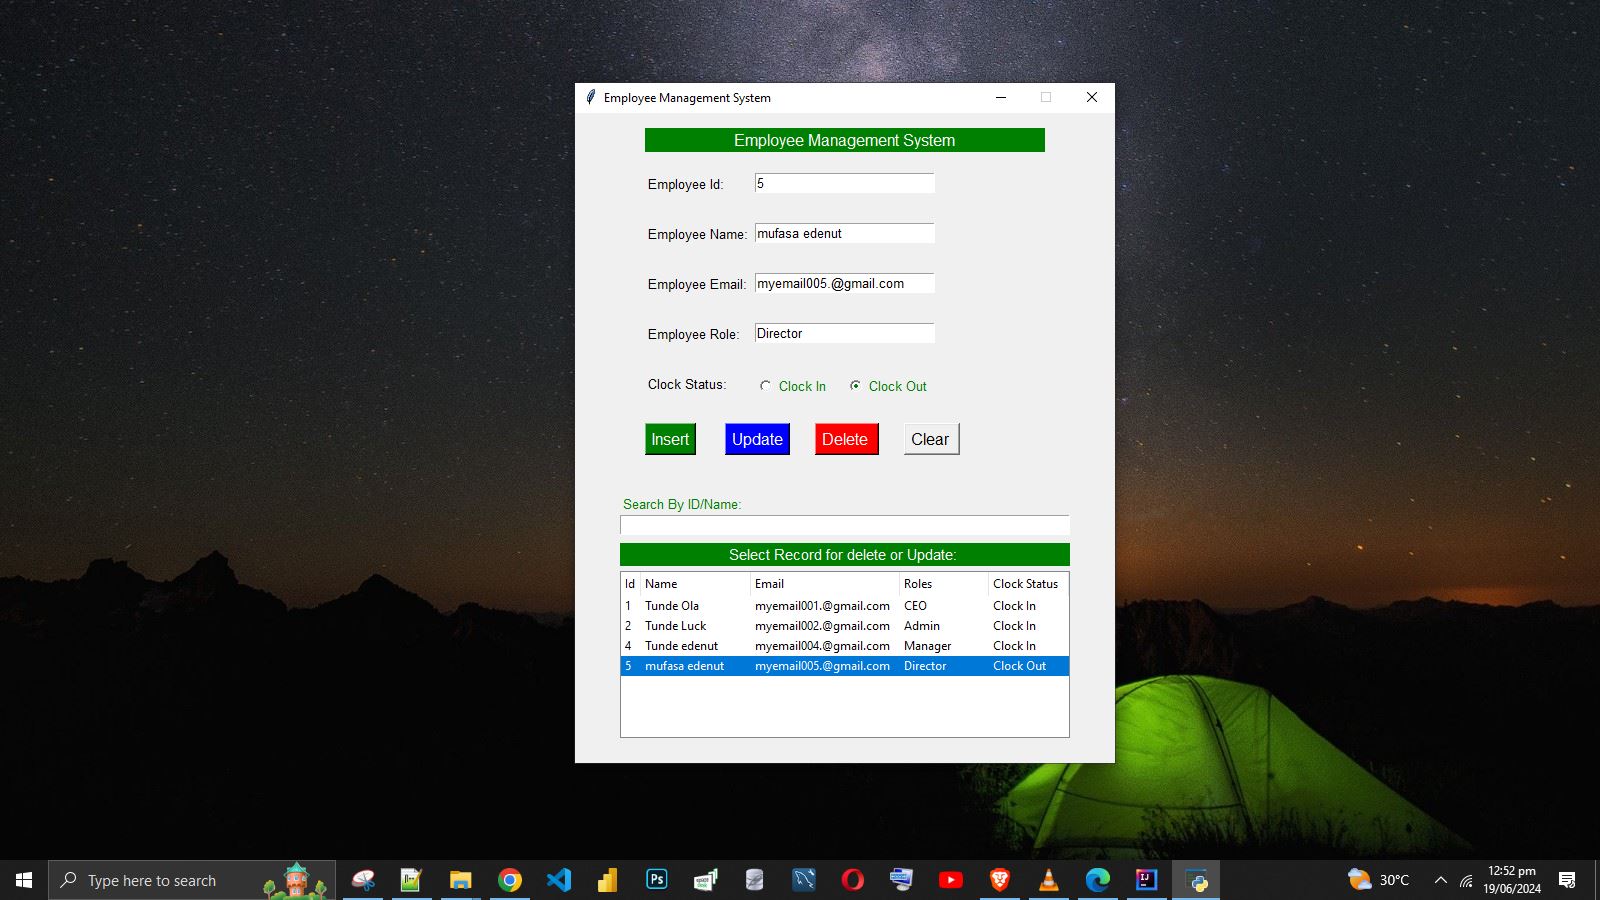 Employee Management System
Employee Management System
Employee Id: 5
Employee Name: mufasa edenut
Employee Email: myemail005.@gmail.com
Employee Role: Director
Clock Status: Clock In Clock Out
Insert Update Delete Clear
Search By ID/Name:
Select Record for delete or Update:
Id Name Email Roles Clock Status
1 Tunde Ola myemail001.@gmail.com CEO Clock In
2 Tunde Luck myemail002.@gmail.com Admin Clock In
4 Tunde edenut myemail004.@gmail.com Manager Clock In
5 mufasa edenut myemail005.@gmail.com Director Clock Out
Type here to search Ps IJ 30°C 12:52 pm
19/06/2024